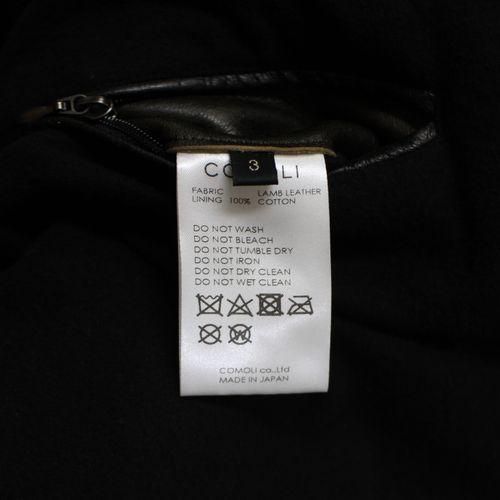 3
FABRIC LAMB LEATHER
LINING 100% COTTON
DO NOT WASH
DO NOT BLEACH
DO NOT TUMBLE DRY
DO NOT IRON
DO NOT DRY CLEAN
DO NOT WET CLEAN
COMOLI co.,Ltd
MADE IN JAPAN